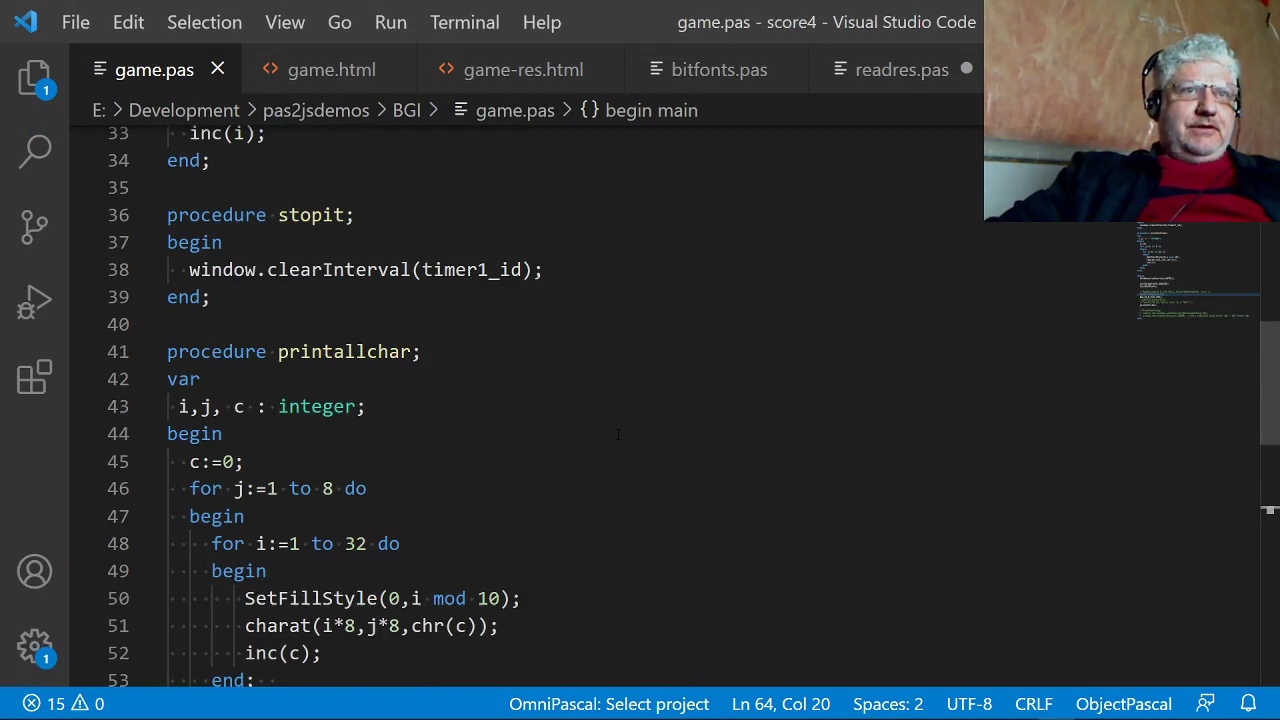 File Edit Selection View Go Run Terminal Help game.pas - score4 - Visual Studio Code
game.pas game.html game-res.html bitfonts.pas readres.pas
E: > Development > pas2jsdemos > BGI > game.pas > {} begin main
33 inc(i);
34 end;
35
36 procedure stopit;
37 begin
38 window.clearInterval(timer1_id);
39 end;
40
41 procedure printallchar;
42 var
43 i,j, c : integer;
44 begin
45 c:=0;
46 for j:=1 to 8 do
47 begin
48 for i:=1 to 32 do
49 begin
50 SetFillStyle(0,i mod 10);
51 charat(i*8,j*8,chr(c));
52 inc(c);
53 end;
1
1
15 0 OmniPascal: Select project Ln 64, Col 20 Spaces: 2 UTF-8 CRLF ObjectPascal